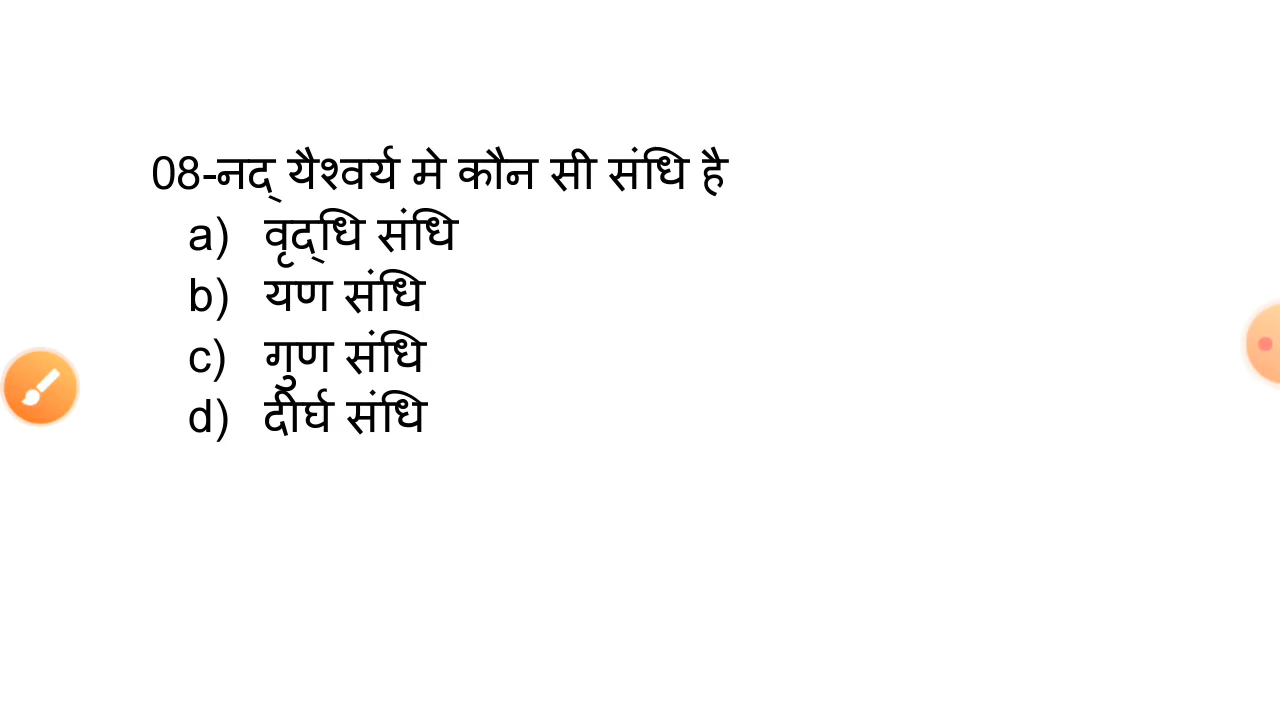 08-नद् यैश्वर्य मे कौन सी संधि है
a) वृद्धि संधि
b) यण संधि
c) गुण संधि
d) दीर्घ संधि